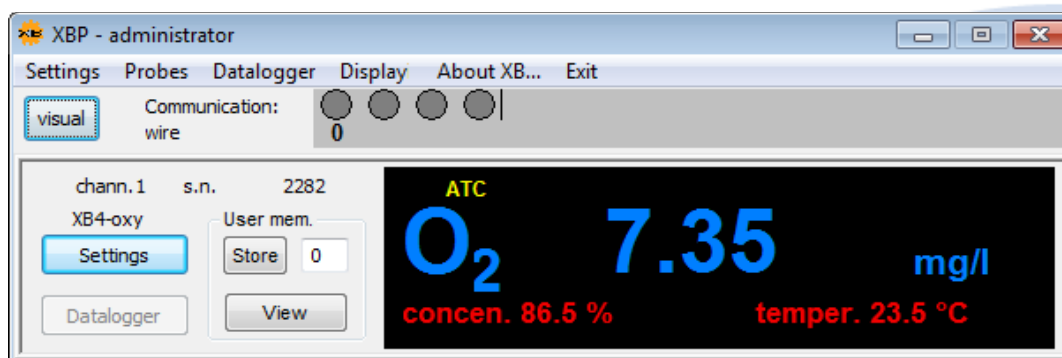 XBP - administrator
Settings Probes Datalogger Display About XB... Exit
visual
Communication:
wire
0
chann.1 s.n. 2282
XB4-oxy
User mem.
Settings
Store 0
Datalogger
View
ATC
O2 7.35 mg/l
concen. 86.5 % temper. 23.5 °C